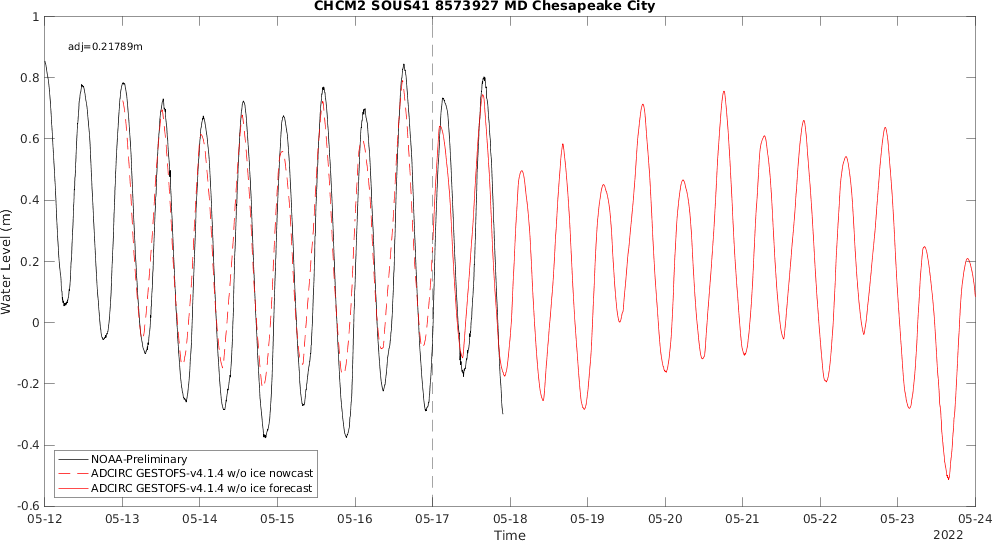 CHCM2 SOUS41 8573927 MD Chesapeake City
adj=0.21789m
1
0.8
0.6
0.4
0.2
0
-0.2
-0.4
-0.6
Water Level (m)
NOAA-Preliminary
ADCIRC GESTOFS-v4.1.4 w/o ice nowcast
ADCIRC GESTOFS-v4.1.4 w/o ice forecast
05-12 05-13 05-14 05-15 05-16 05-17 05-18 05-19 05-20 05-21 05-22 05-23 05-24
Time
2022